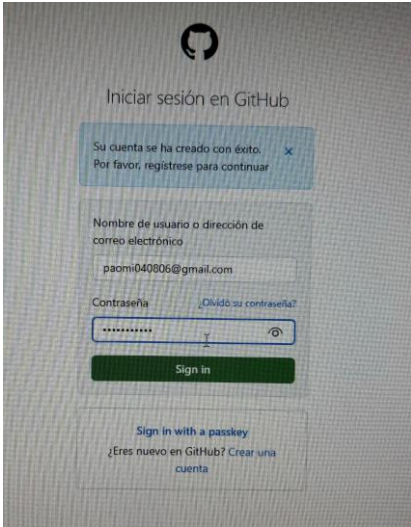 Iniciar sesión en GitHub
Su cuenta se ha creado con éxito.
Por favor, regístrese para continuar
Nombre de usuario o dirección de
correo electrónico
paomi040806@gmail.com
Contraseña ¿Olvidó su contraseña?
•••••••••••
Sign in
Sign in with a passkey
¿Eres nuevo en GitHub? Crear una
cuenta